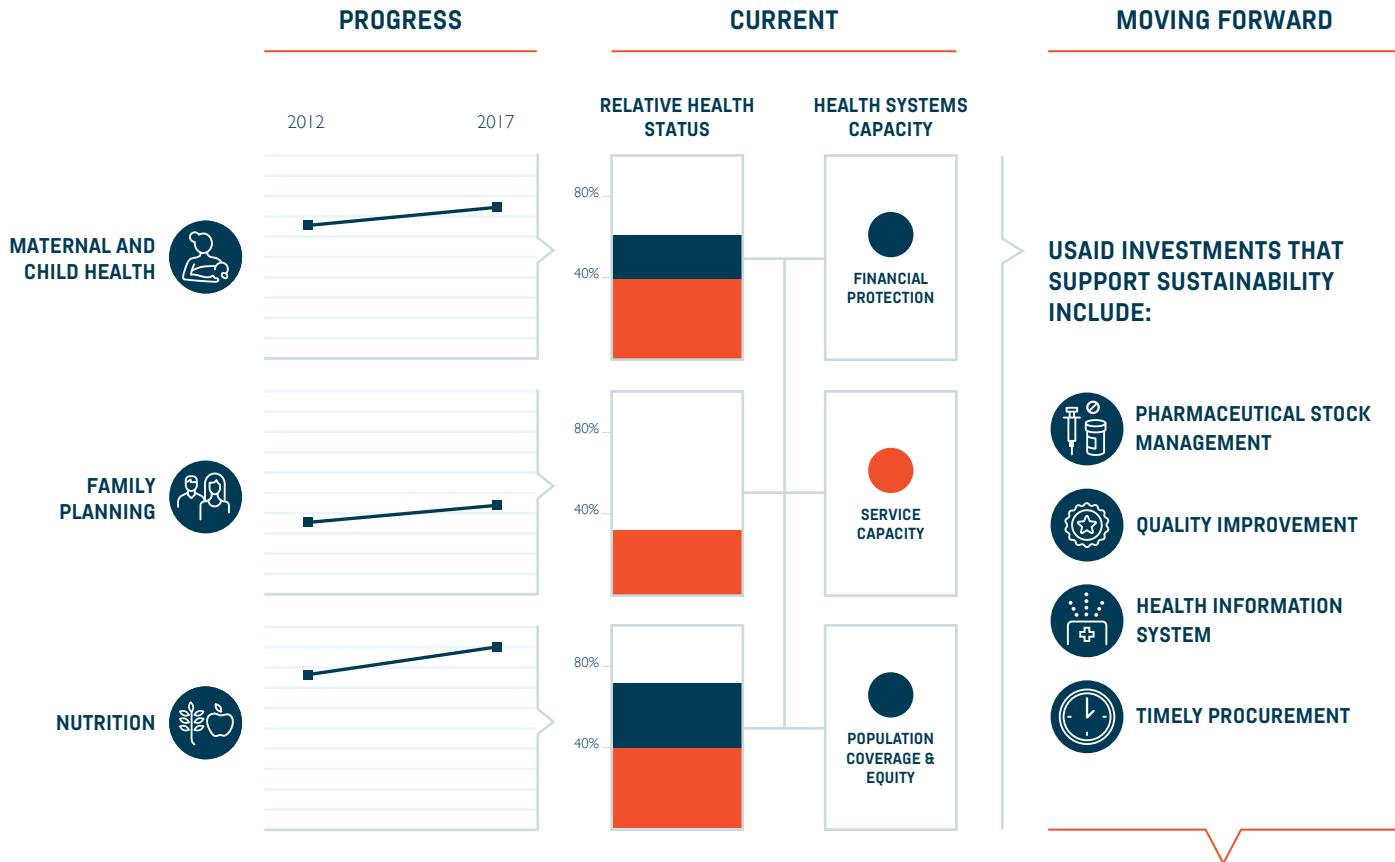 PROGRESS
CURRENT
MOVING FORWARD
2012
2017
RELATIVE HEALTH
STATUS
HEALTH SYSTEMS
CAPACITY
MATERNAL AND
CHILD HEALTH
80%
40%
FINANCIAL
PROTECTION
FAMILY
PLANNING
80%
40%
SERVICE
CAPACITY
NUTRITION
80%
40%
POPULATION
COVERAGE &
EQUITY
USAID INVESTMENTS THAT
SUPPORT SUSTAINABILITY
INCLUDE:
PHARMACEUTICAL STOCK
MANAGEMENT
QUALITY IMPROVEMENT
HEALTH INFORMATION
SYSTEM
TIMELY PROCUREMENT